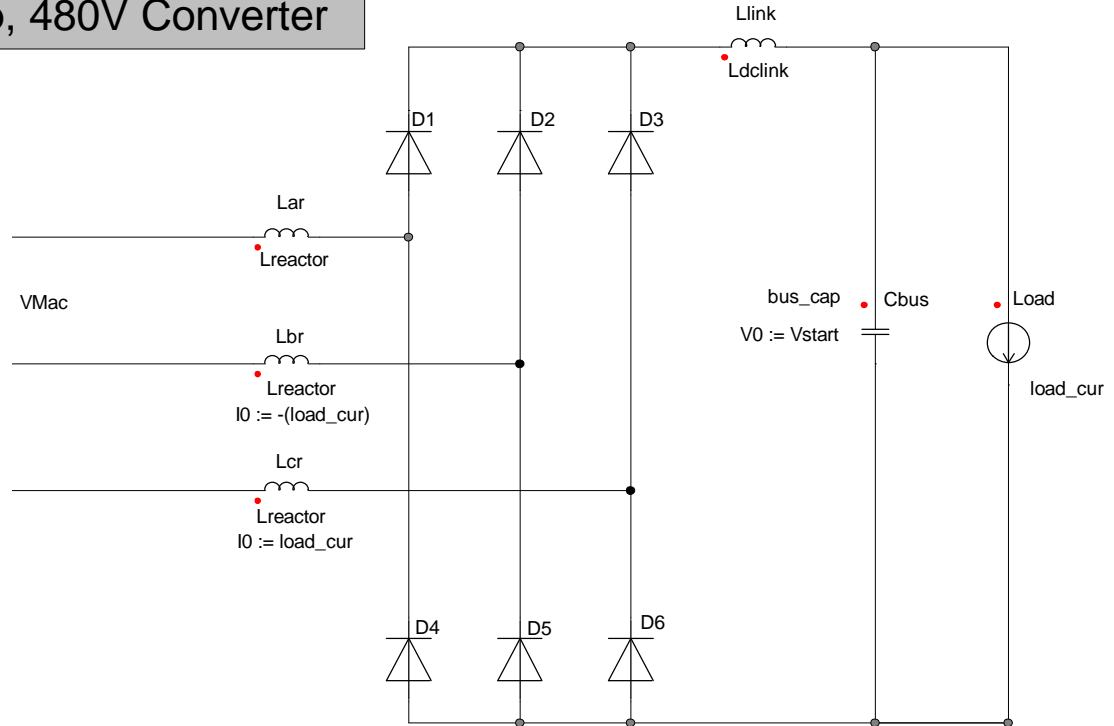 , 480V Converter
Llink
Ldclink
D1
D2
D3
Lar
Lreactor
VMac
bus_cap
Cbus
Load
V0 := Vstart
Lbr
Lreactor
I0 := -(load_cur)
load_cur
Lcr
Lreactor
I0 := load_cur
D4
D5
D6